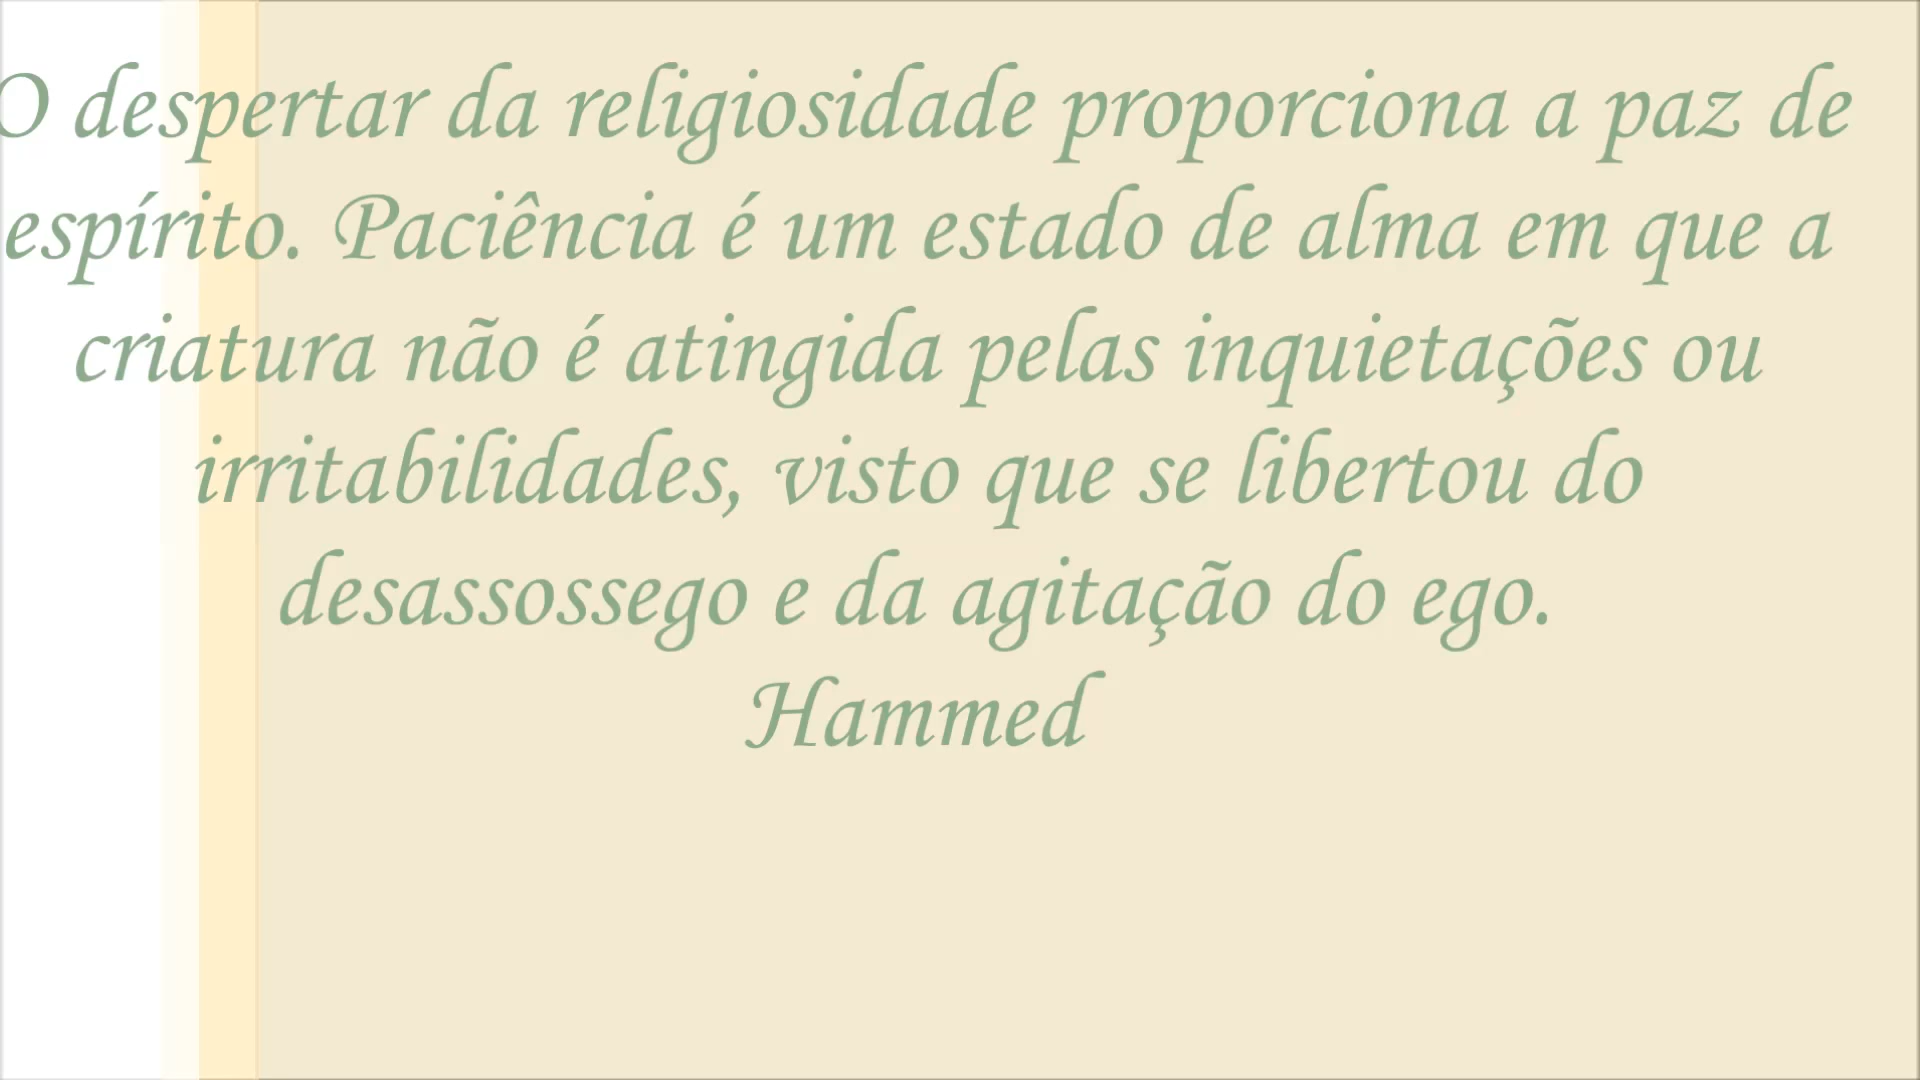 O despertar da religiosidade proporciona a paz de
espírito. Paciência é um estado de alma em que a
criatura não é atingida pelas inquietações ou
irritabilidades, visto que se libertou do
desassossego e da agitação do ego.
Hammed